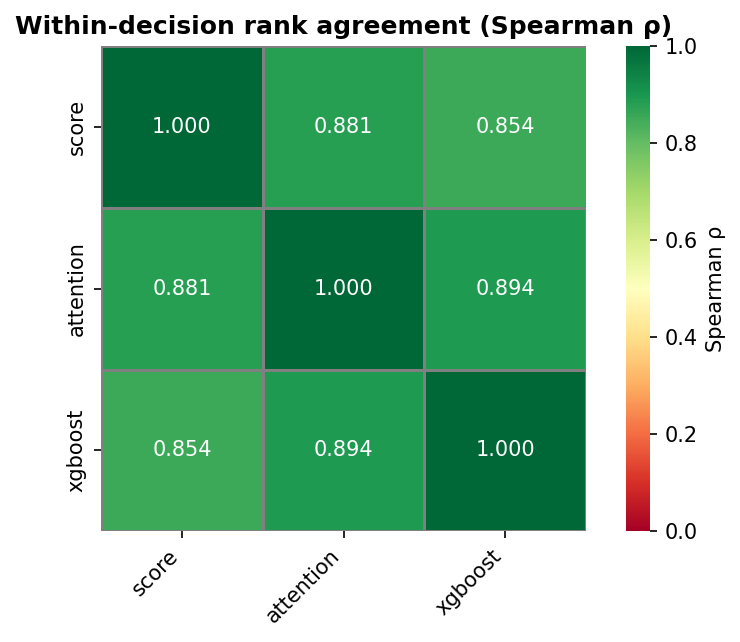 Within-decision rank agreement (Spearman ρ)
score
1.000
0.881
0.854
attention
0.881
1.000
0.894
xgboost
0.854
0.894
1.000
score
attention
xgboost
1.0
0.8
0.6
0.4
0.2
0.0
Spearman ρ